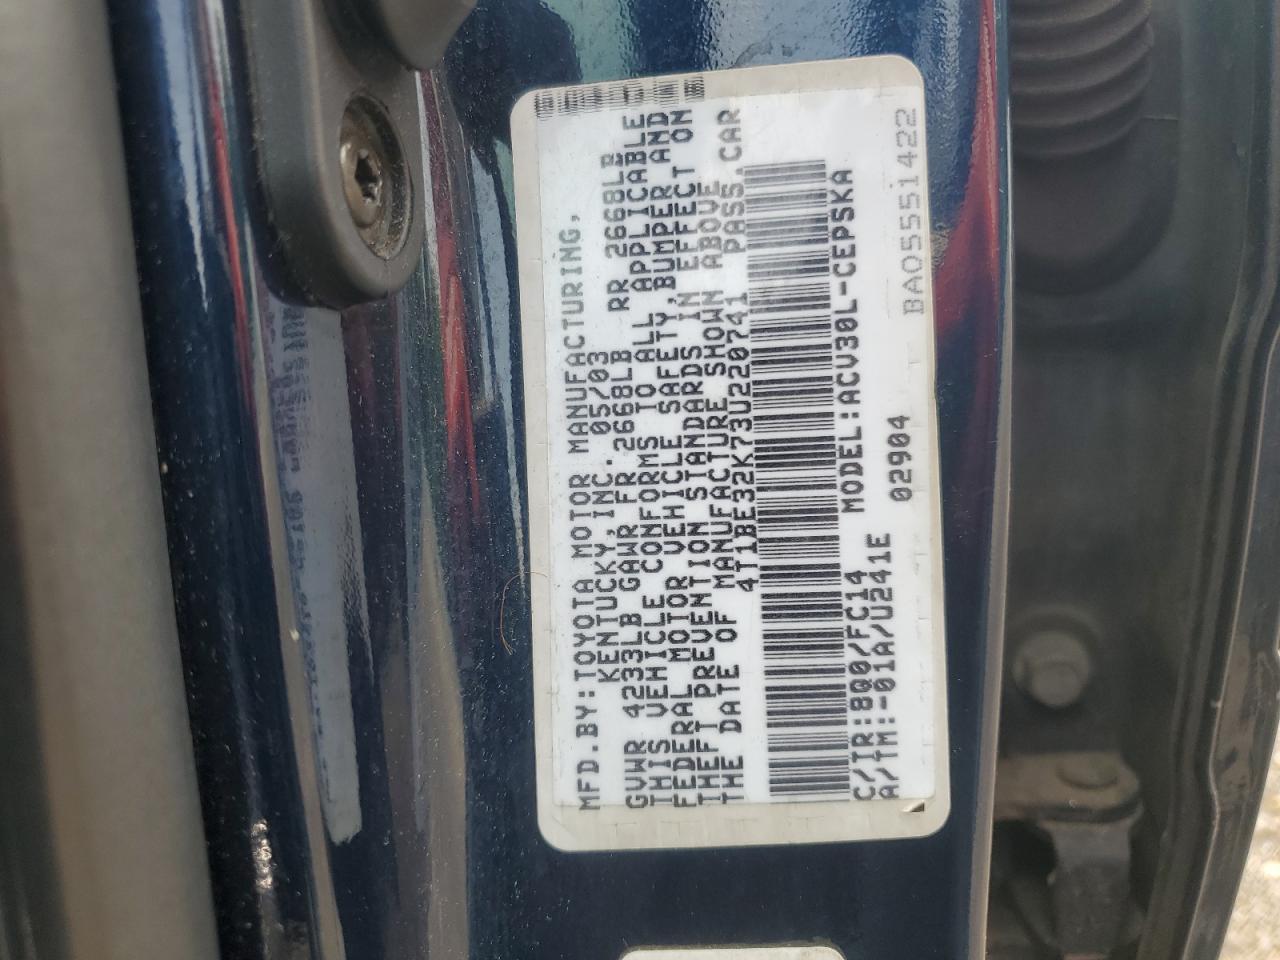 MFD.BY:TOYOTA MOTOR MANUFACTURING,
KENTUCKY,INC. 05/03
GVWR 4233LB GAWR FR 2668LB RR 2668LB
THIS VEHICLE CONFORMS TO ALL APPLICABLE
FEDERAL MOTOR VEHICLE SAFETY,BUMPER AND
THEFT PREVENTION STANDARDS IN EFFECT ON
THE DATE OF MANUFACTURE SHOWN ABOVE.
4T1BE32K73U220741 PASS.CAR
C/TR:8Q0/FC14 MODEL:ACV30L-CEPSKA
A/TM:-01A/U241E 02904
BA05551422